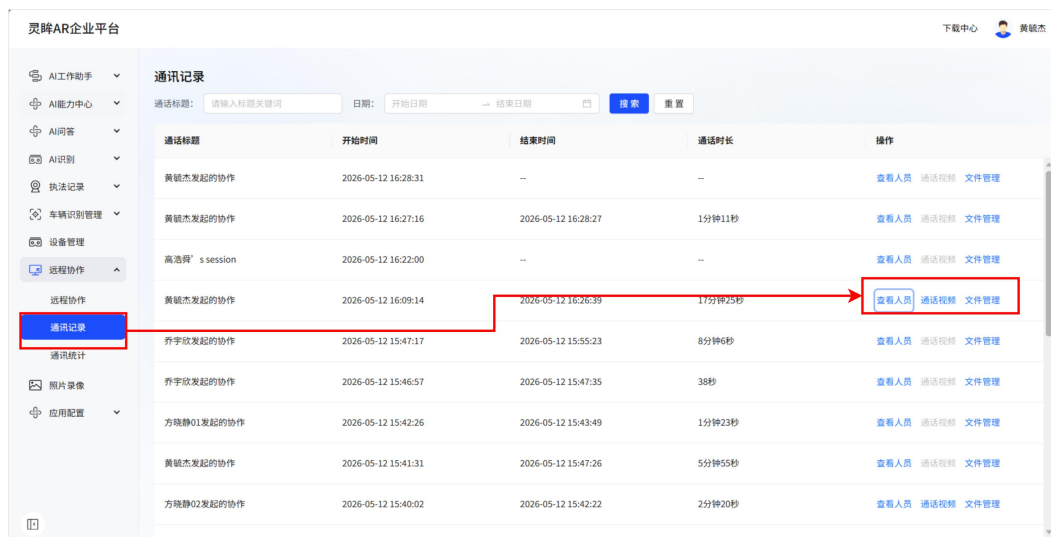 灵眸AR企业平台
下载中心 黄毓杰
AI工作助手
AI能力中心
AI问答
AI识别
执法记录
车辆识别管理
设备管理
远程协作
远程协作
通讯记录
通讯统计
照片录像
应用配置
通讯记录
通话标题： 请输入标题关键词 日期： 开始日期 → 结束日期 搜索 重置
通话标题 开始时间 结束时间 通话时长 操作
黄毓杰发起的协作 2026-05-12 16:28:31 -- -- 查看人员 通话视频 文件管理
黄毓杰发起的协作 2026-05-12 16:27:16 2026-05-12 16:28:27 1分钟11秒 查看人员 通话视频 文件管理
高浩舜’s session 2026-05-12 16:22:00 -- -- 查看人员 通话视频 文件管理
黄毓杰发起的协作 2026-05-12 16:09:14 2026-05-12 16:26:39 17分钟25秒 查看人员 通话视频 文件管理
乔宇欣发起的协作 2026-05-12 15:47:17 2026-05-12 15:55:23 8分钟6秒 查看人员 通话视频 文件管理
乔宇欣发起的协作 2026-05-12 15:46:57 2026-05-12 15:47:35 38秒 查看人员 通话视频 文件管理
方晓静01发起的协作 2026-05-12 15:42:26 2026-05-12 15:43:49 1分钟23秒 查看人员 通话视频 文件管理
黄毓杰发起的协作 2026-05-12 15:41:31 2026-05-12 15:47:26 5分钟55秒 查看人员 通话视频 文件管理
方晓静02发起的协作 2026-05-12 15:40:02 2026-05-12 15:42:22 2分钟20秒 查看人员 通话视频 文件管理